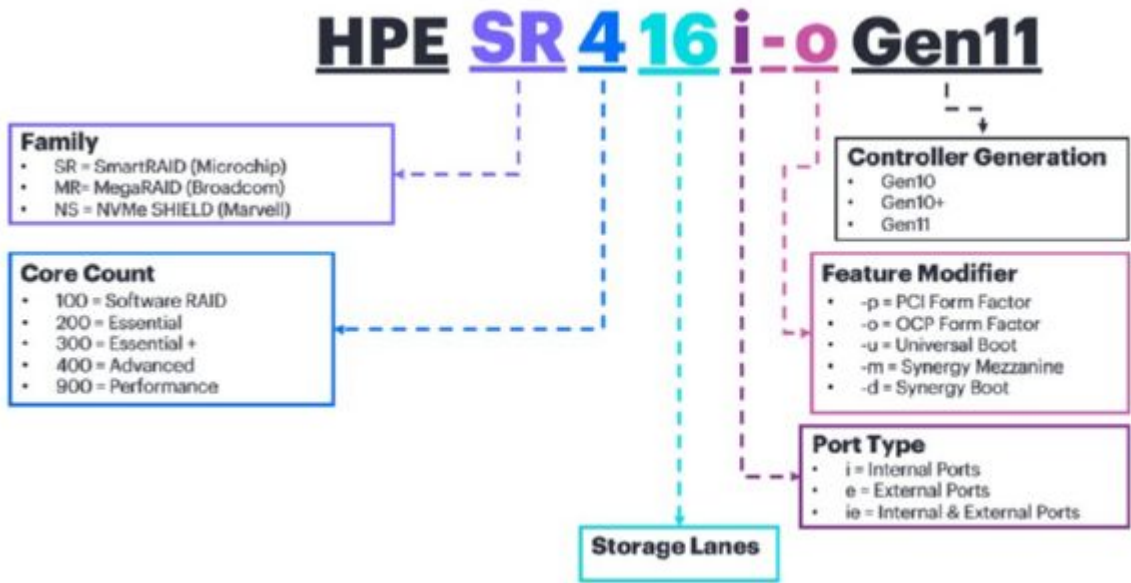 HPE SR 4 16 i-o Gen11
Family
• SR = SmartRAID (Microchip)
• MR= MegaRAID (Broadcom)
• NS = NVMe SHIELD (Marvell)
Core Count
• 100 = Software RAID
• 200 = Essential
• 300 = Essential +
• 400 = Advanced
• 900 = Performance
Controller Generation
• Gen10
• Gen10+
• Gen11
Feature Modifier
• -p = PCI Form Factor
• -o = OCP Form Factor
• -u = Universal Boot
• -m = Synergy Mezzanine
• -d = Synergy Boot
Port Type
• i = Internal Ports
• e = External Ports
• ie = Internal & External Ports
Storage Lanes